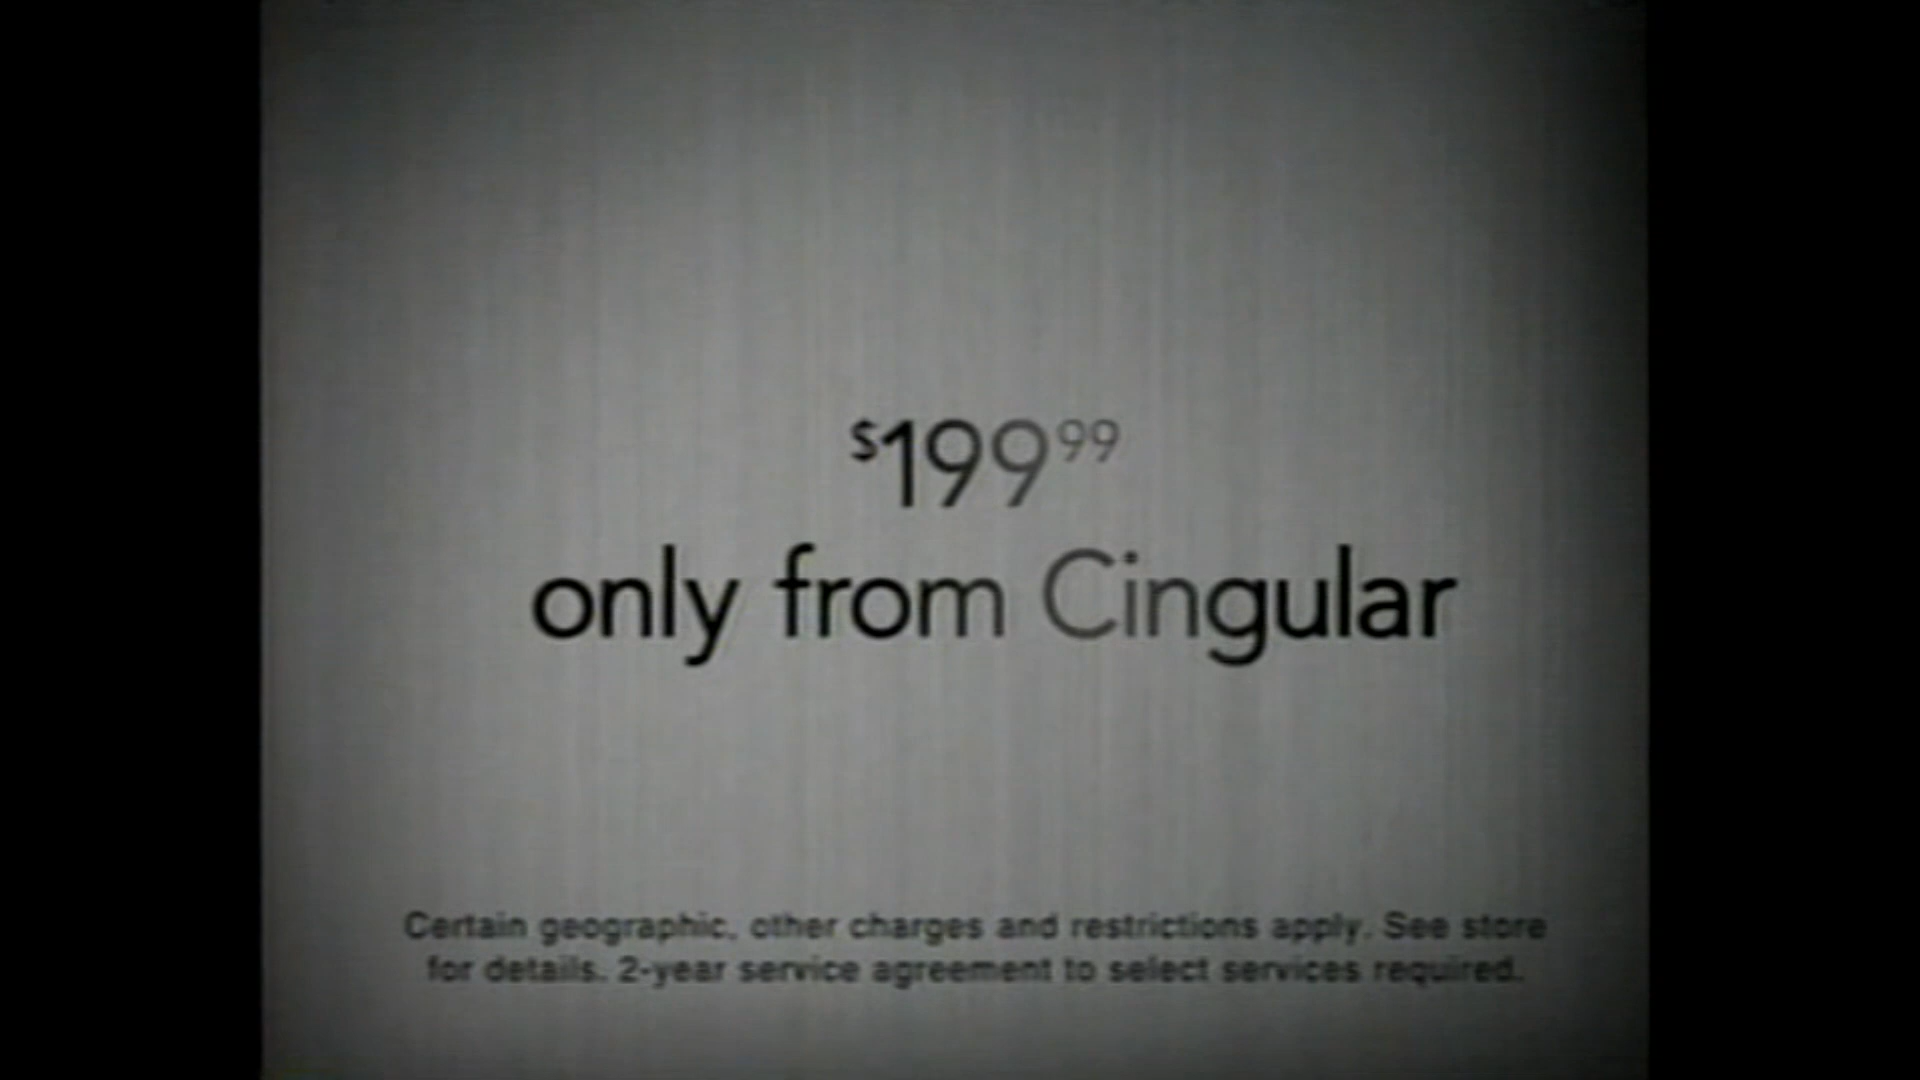 $199 99
only from Cingular
Certain geographic, other charges and restrictions apply. See store
for details. 2-year service agreement to select services required.